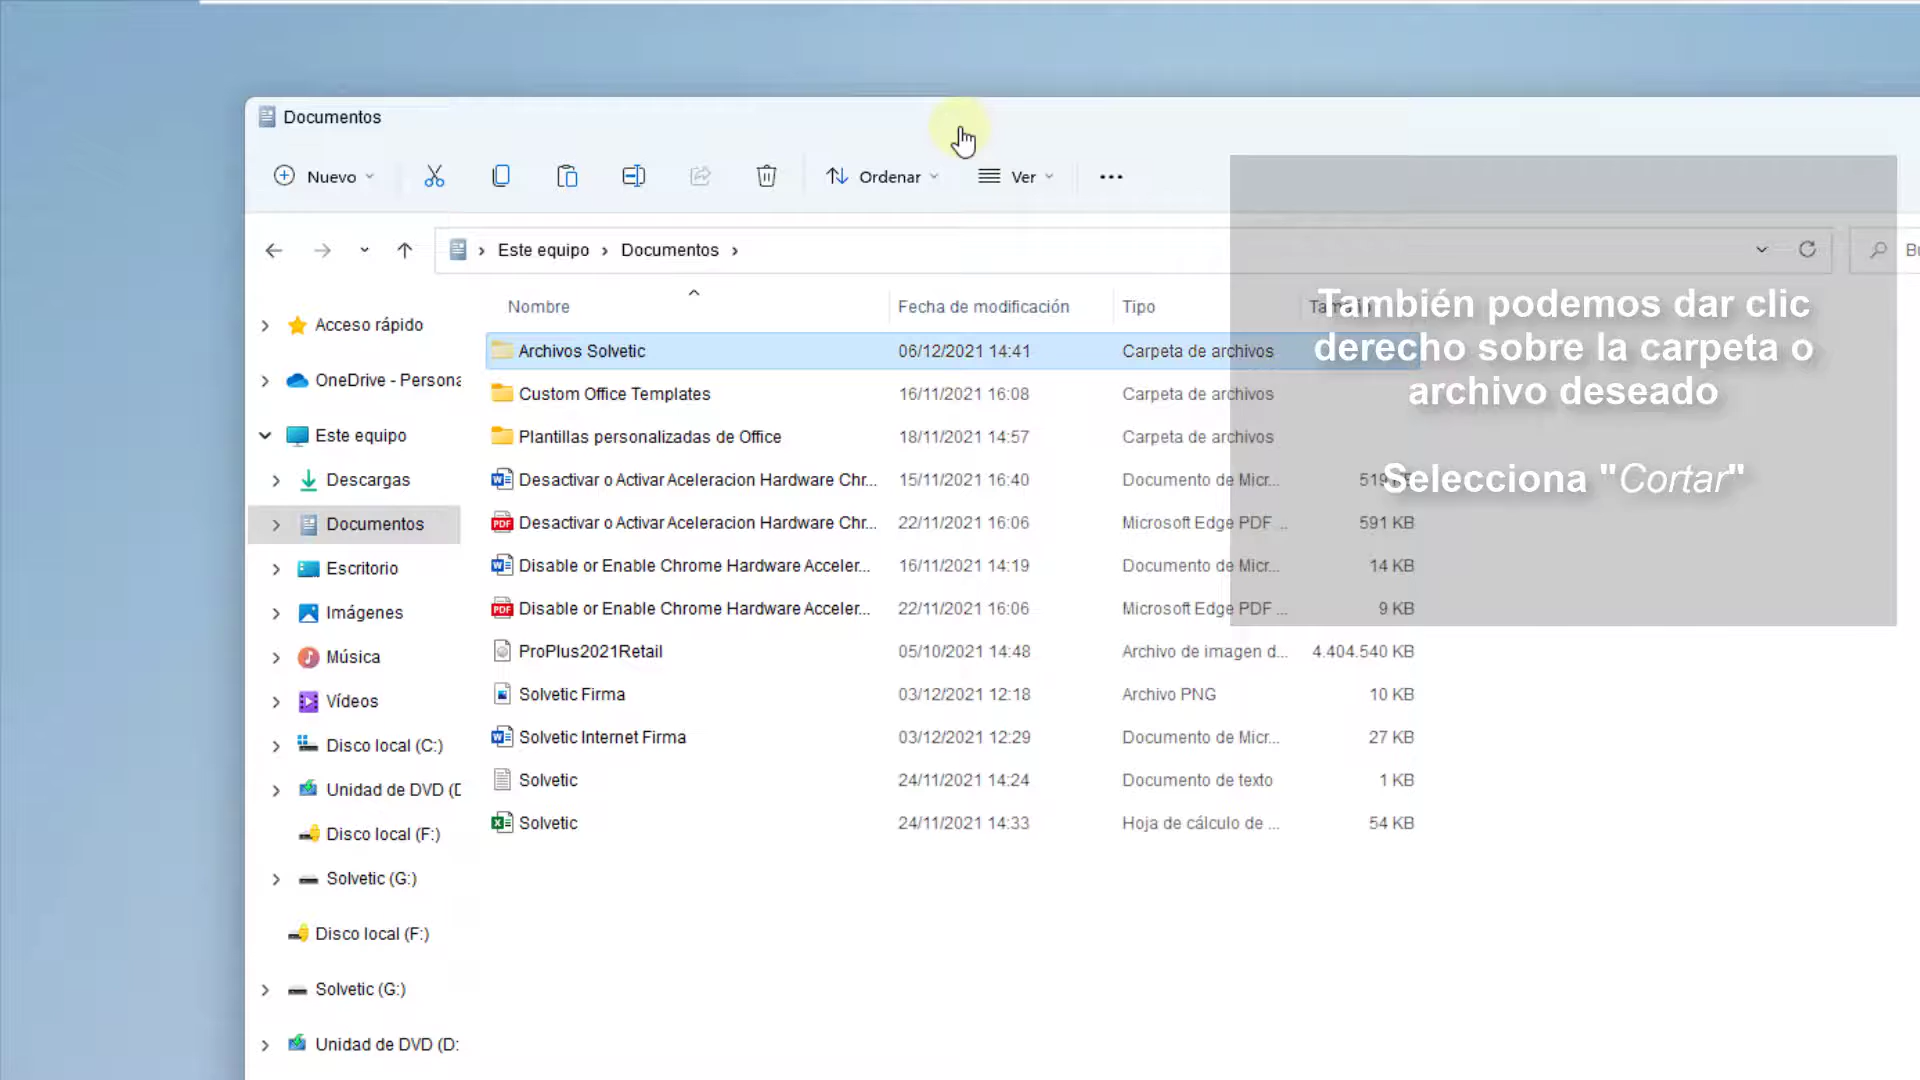 Documentos
Nuevo
Ordenar
Ver
Este equipo > Documentos >
Nombre Fecha de modificación Tipo
Acceso rápido
OneDrive - Persona
Este equipo
Descargas
Documentos
Escritorio
Imágenes
Música
Vídeos
Disco local (C:)
Unidad de DVD (D
Disco local (F:)
Solvetic (G:)
Disco local (F:)
Solvetic (G:)
Unidad de DVD (D:
Archivos Solvetic 06/12/2021 14:41 Carpeta de archivos
Custom Office Templates 16/11/2021 16:08 Carpeta de archivos
Plantillas personalizadas de Office 18/11/2021 14:57 Carpeta de archivos
Desactivar o Activar Aceleracion Hardware Chr... 15/11/2021 16:40 Documento de Micr...
Desactivar o Activar Aceleracion Hardware Chr... 22/11/2021 16:06 Microsoft Edge PDF ... 591 KB
Disable or Enable Chrome Hardware Acceler... 16/11/2021 14:19 Documento de Micr... 14 KB
Disable or Enable Chrome Hardware Acceler... 22/11/2021 16:06 Microsoft Edge PDF ... 9 KB
ProPlus2021Retail 05/10/2021 14:48 Archivo de imagen d... 4.404.540 KB
Solvetic Firma 03/12/2021 12:18 Archivo PNG 10 KB
Solvetic Internet Firma 03/12/2021 12:29 Documento de Micr... 27 KB
Solvetic 24/11/2021 14:24 Documento de texto 1 KB
Solvetic 24/11/2021 14:33 Hoja de cálculo de ... 54 KB
También podemos dar clic
derecho sobre la carpeta o
archivo deseado
Selecciona "Cortar"